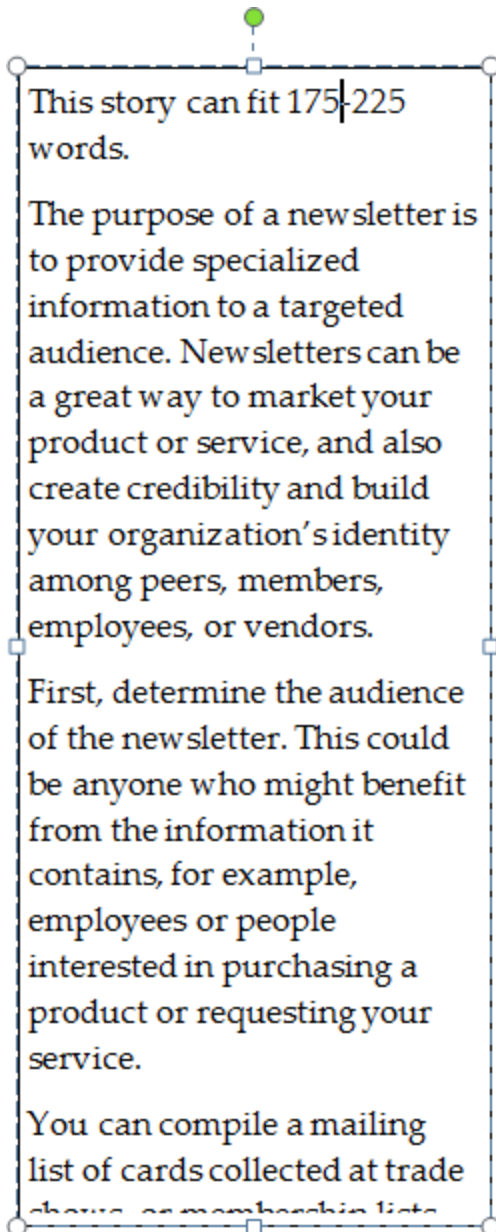 This story can fit 175-225
words.
The purpose of a newsletter is
to provide specialized
information to a targeted
audience. Newsletters can be
a great way to market your
product or service, and also
create credibility and build
your organization’s identity
among peers, members,
employees, or vendors.
First, determine the audience
of the newsletter. This could
be anyone who might benefit
from the information it
contains, for example,
employees or people
interested in purchasing a
product or requesting your
service.
You can compile a mailing
list of cards collected at trade
shows, or membership lists